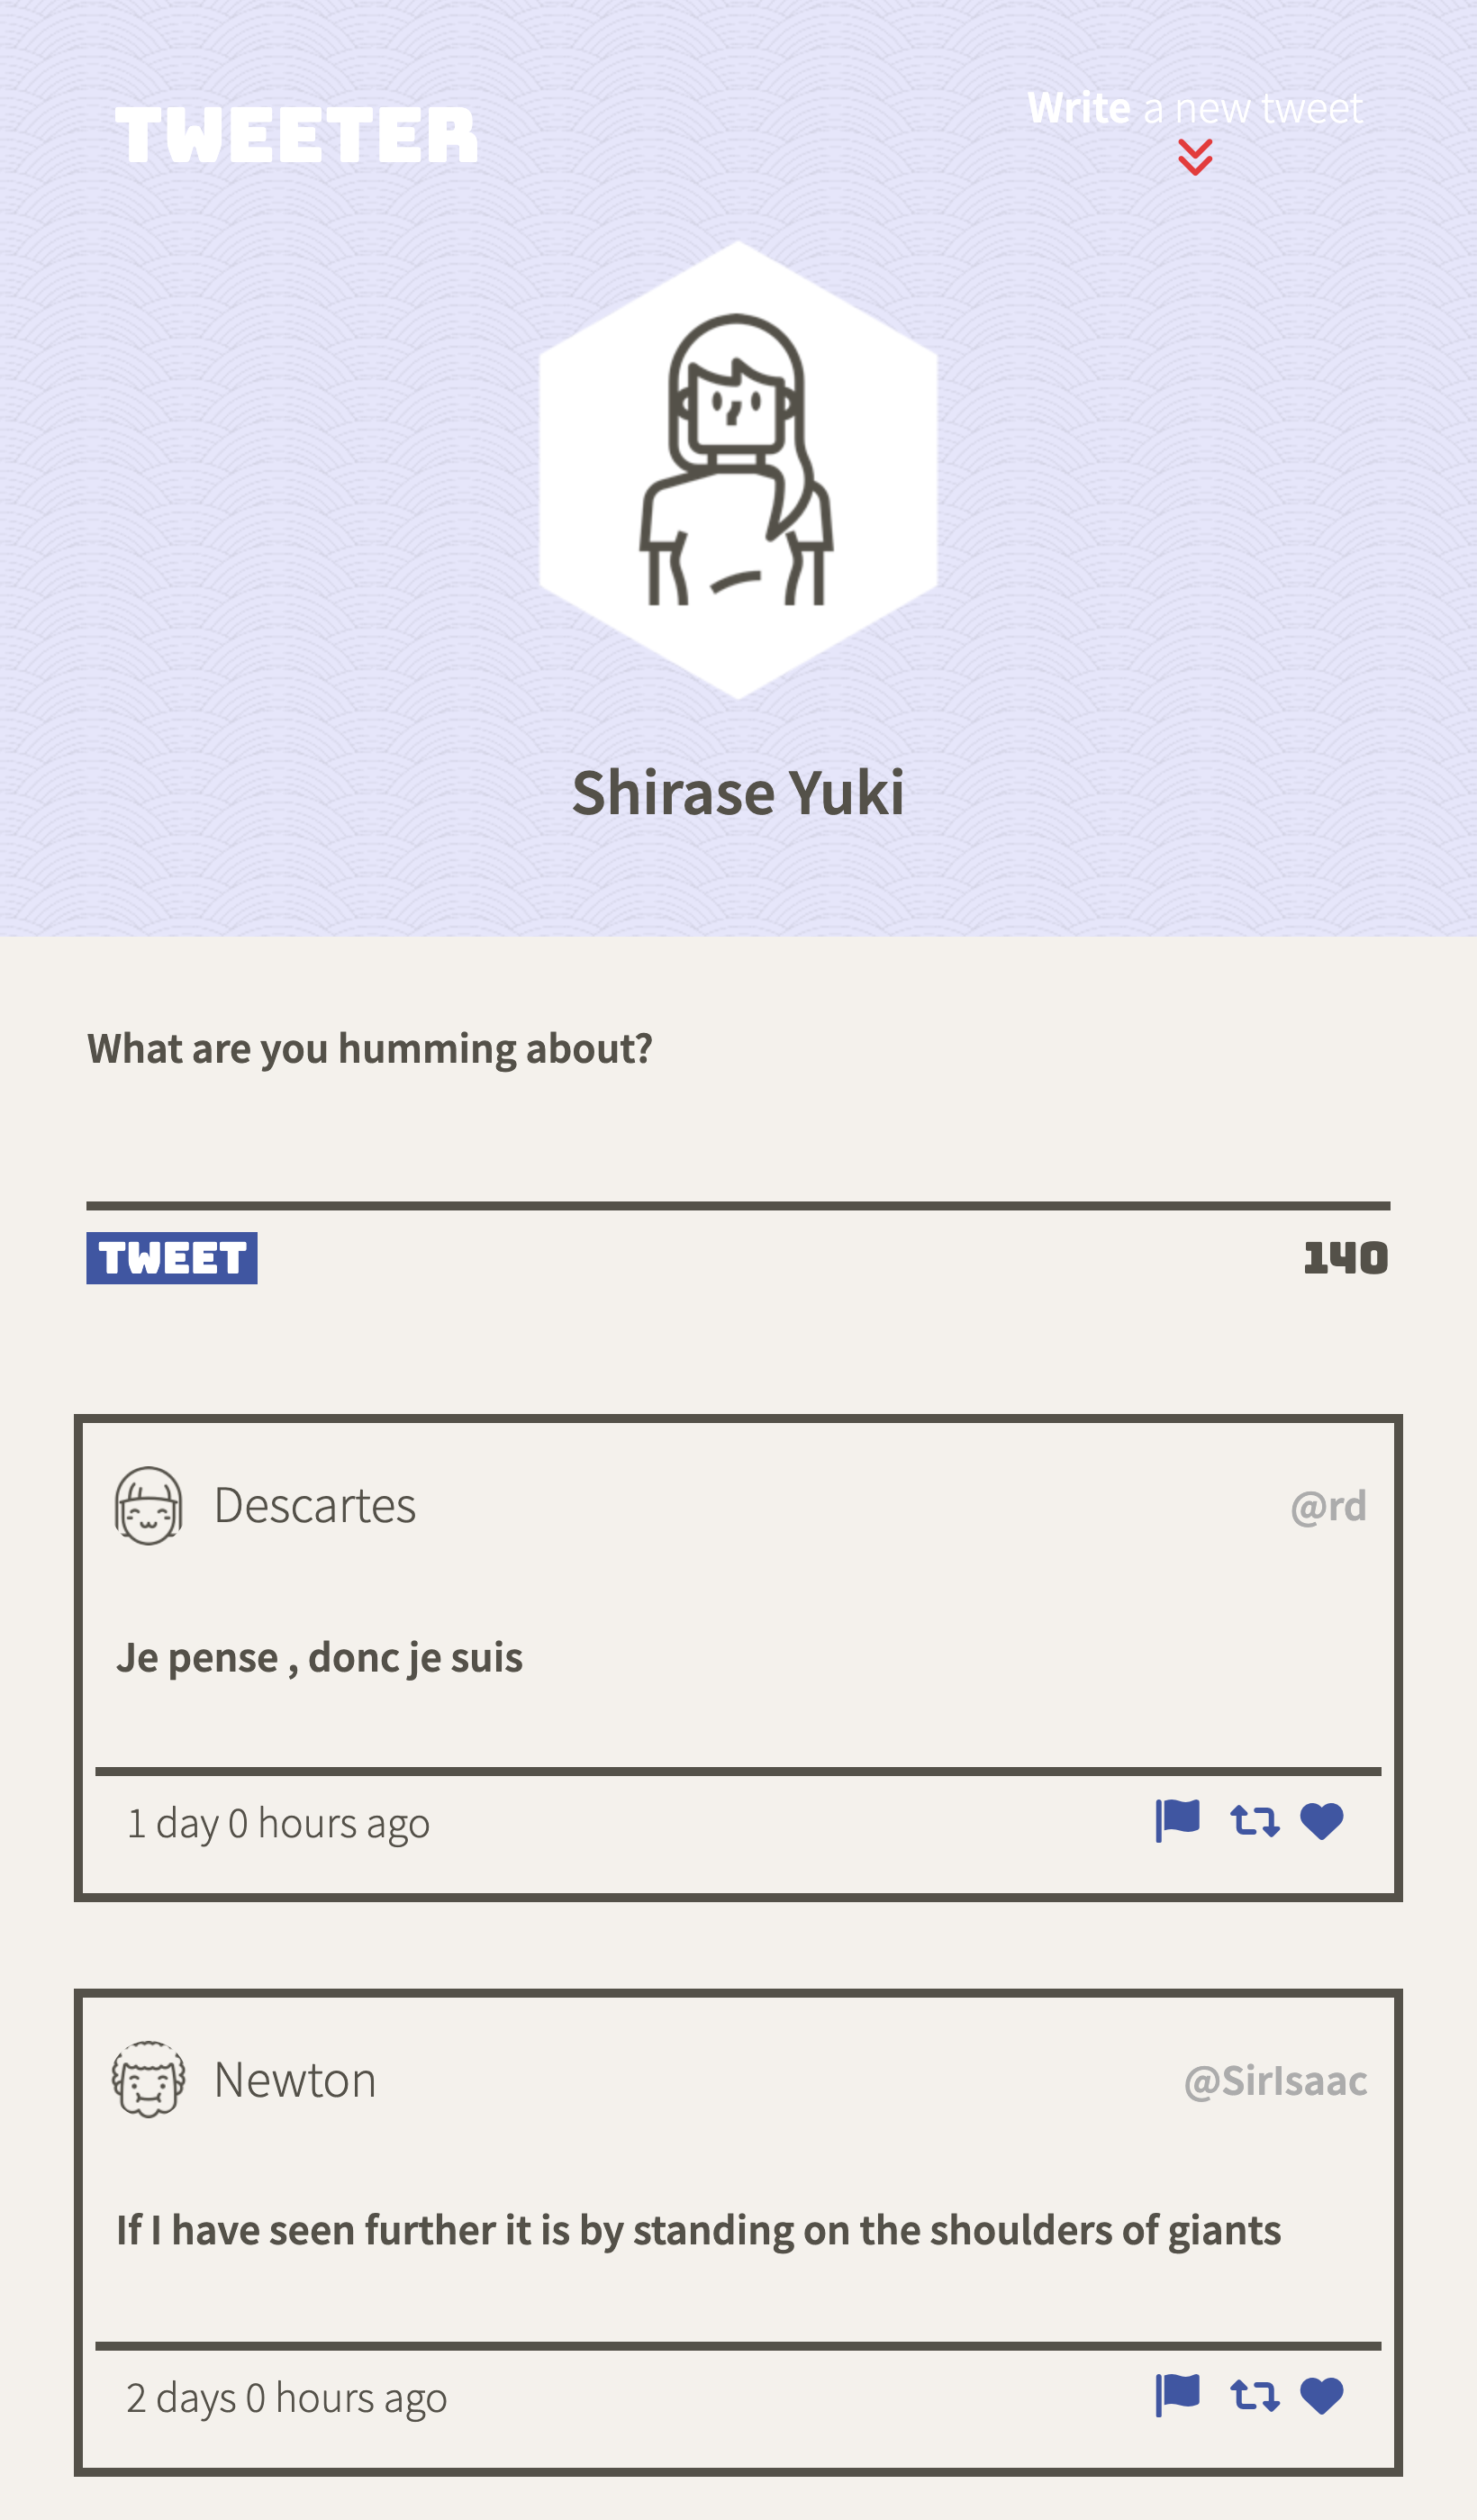 TWEETER
Write a new tweet
Shirase Yuki
What are you humming about?
TWEET
140
Descartes
@rd
Je pense , donc je suis
1 day 0 hours ago
Newton
@SirIsaac
If I have seen further it is by standing on the shoulders of giants
2 days 0 hours ago